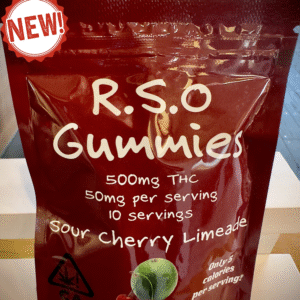 NEW!
R.S.O
Gummies
500mg THC
50mg per serving
10 servings
Sour Cherry Limeade
Only 5
calories
per serving!